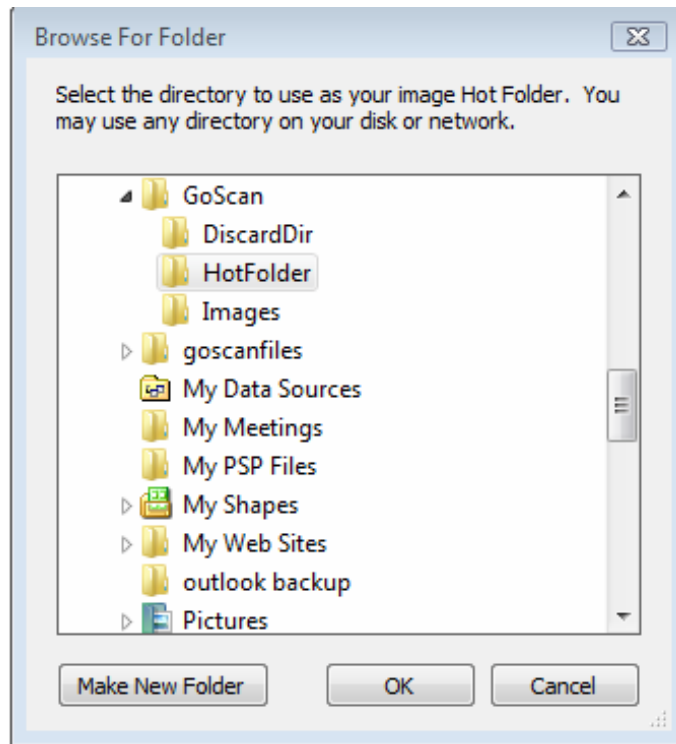 Browse For Folder
Select the directory to use as your image Hot Folder.  You
may use any directory on your disk or network.
GoScan
DiscardDir
HotFolder
Images
goscanfiles
My Data Sources
My Meetings
My PSP Files
My Shapes
My Web Sites
outlook backup
Pictures
Make New Folder
OK
Cancel